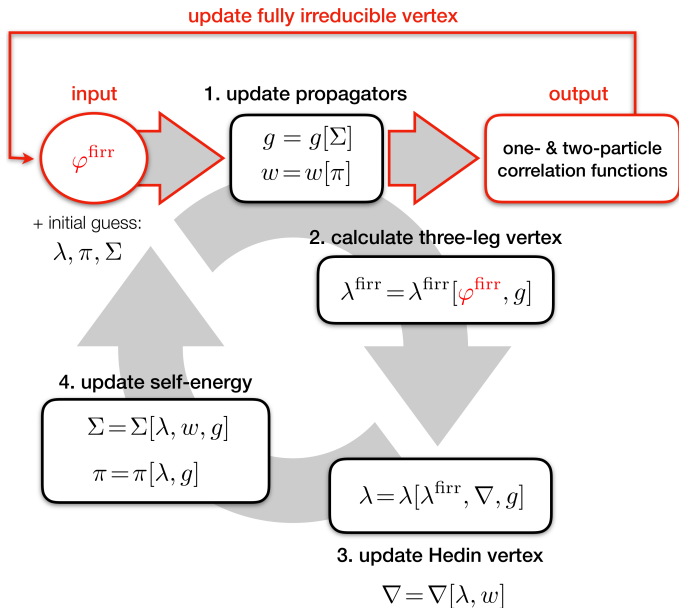 update fully irreducible vertex
input
1. update propagators
output
φ^firr
g = g[Σ]
w = w[π]
one- & two-particle
correlation functions
+ initial guess:
λ, π, Σ
2. calculate three-leg vertex
λ^firr = λ^firr[φ^firr, g]
4. update self-energy
Σ = Σ[λ, w, g]
π = π[λ, g]
λ = λ[λ^firr, ∇, g]
3. update Hedin vertex
∇ = ∇[λ, w]